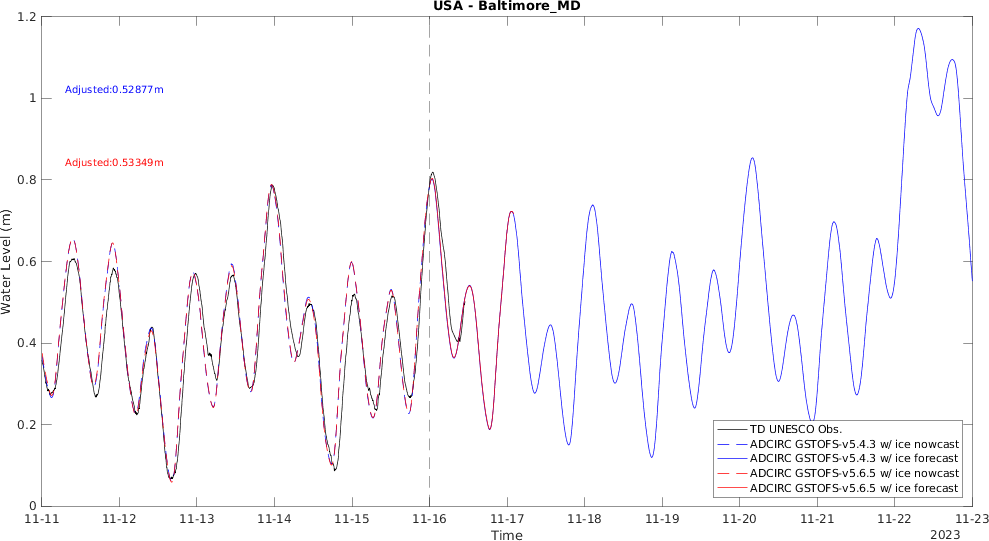 USA - Baltimore_MD
1.2
1
0.8
0.6
0.4
0.2
0
Water Level (m)
Adjusted:0.52877m
Adjusted:0.53349m
TD UNESCO Obs.
ADCIRC GSTOFS-v5.4.3 w/ ice nowcast
ADCIRC GSTOFS-v5.4.3 w/ ice forecast
ADCIRC GSTOFS-v5.6.5 w/ ice nowcast
ADCIRC GSTOFS-v5.6.5 w/ ice forecast
11-11 11-12 11-13 11-14 11-15 11-16 11-17 11-18 11-19 11-20 11-21 11-22 11-23
Time
2023